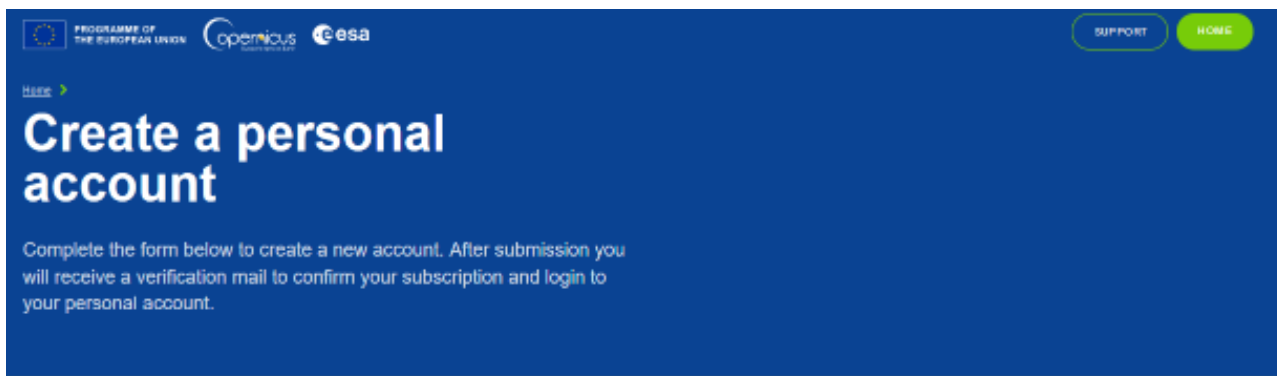 PROGRAMME OF
THE EUROPEAN UNION
opernicus
esa
SUPPORT
HOME
Home
Create a personal
account
Complete the form below to create a new account. After submission you
will receive a verification mail to confirm your subscription and login to
your personal account.